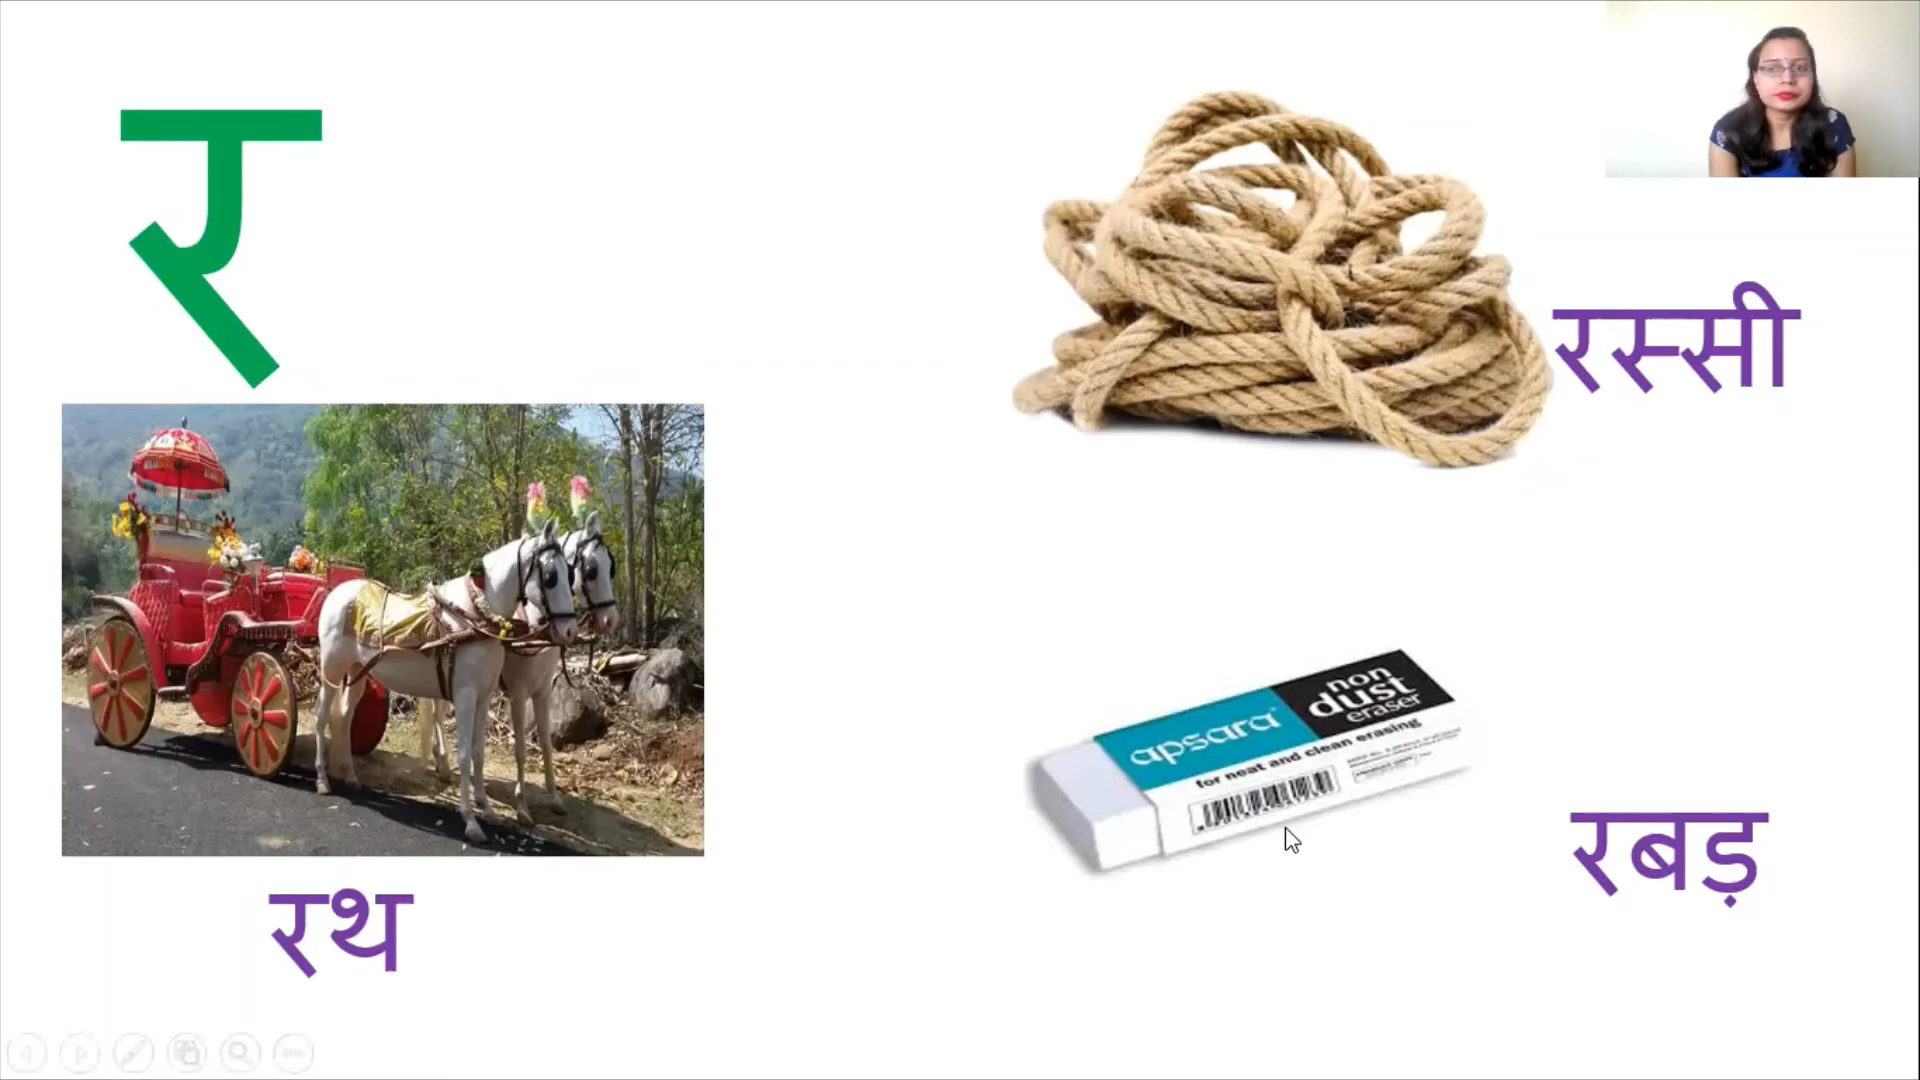 र
रस्सी
रथ
apsara
non
dust
eraser
for neat and clean erasing
रबड़